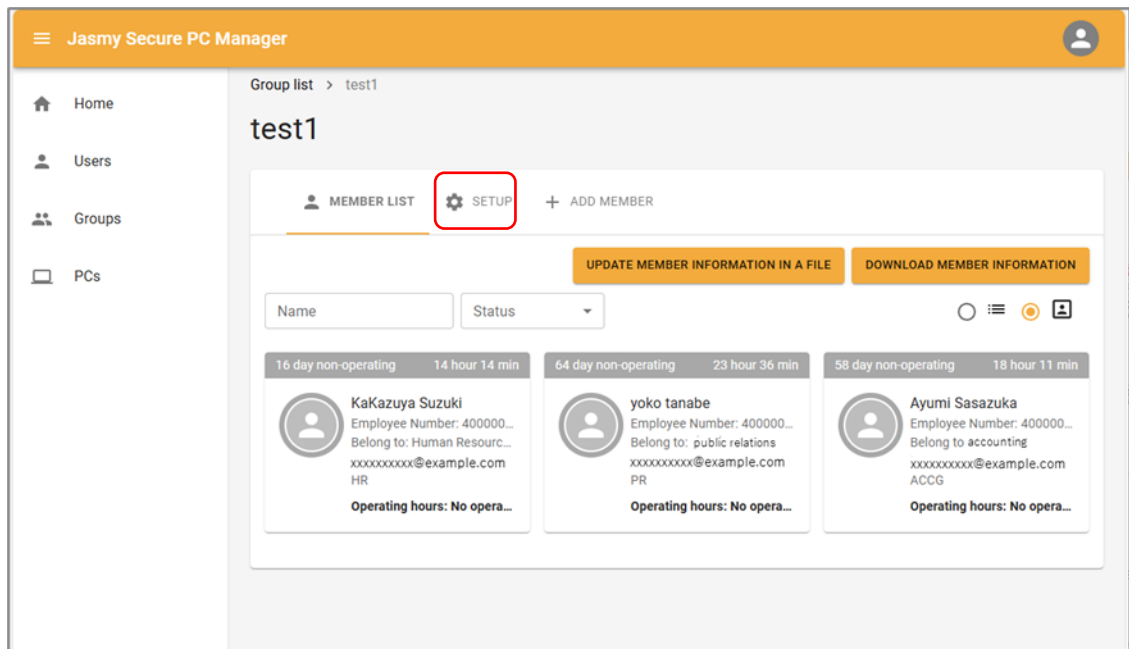 Jasmy Secure PC Manager
Home
Users
Groups
PCs
Group list > test1
test1
MEMBER LIST SETUP + ADD MEMBER
UPDATE MEMBER INFORMATION IN A FILE DOWNLOAD MEMBER INFORMATION
Name Status
16 day non-operating 14 hour 14 min
KaKazuya Suzuki
Employee Number: 400000...
Belong to: Human Resourc...
xxxxxxxxxx@example.com
HR
Operating hours: No opera...
64 day non-operating 23 hour 36 min
yoko tanabe
Employee Number: 400000...
Belong to: public relations
xxxxxxxxxx@example.com
PR
Operating hours: No opera...
58 day non-operating 18 hour 11 min
Ayumi Sasazuka
Employee Number: 400000...
Belong to accounting
xxxxxxxxxx@example.com
ACCG
Operating hours: No opera...